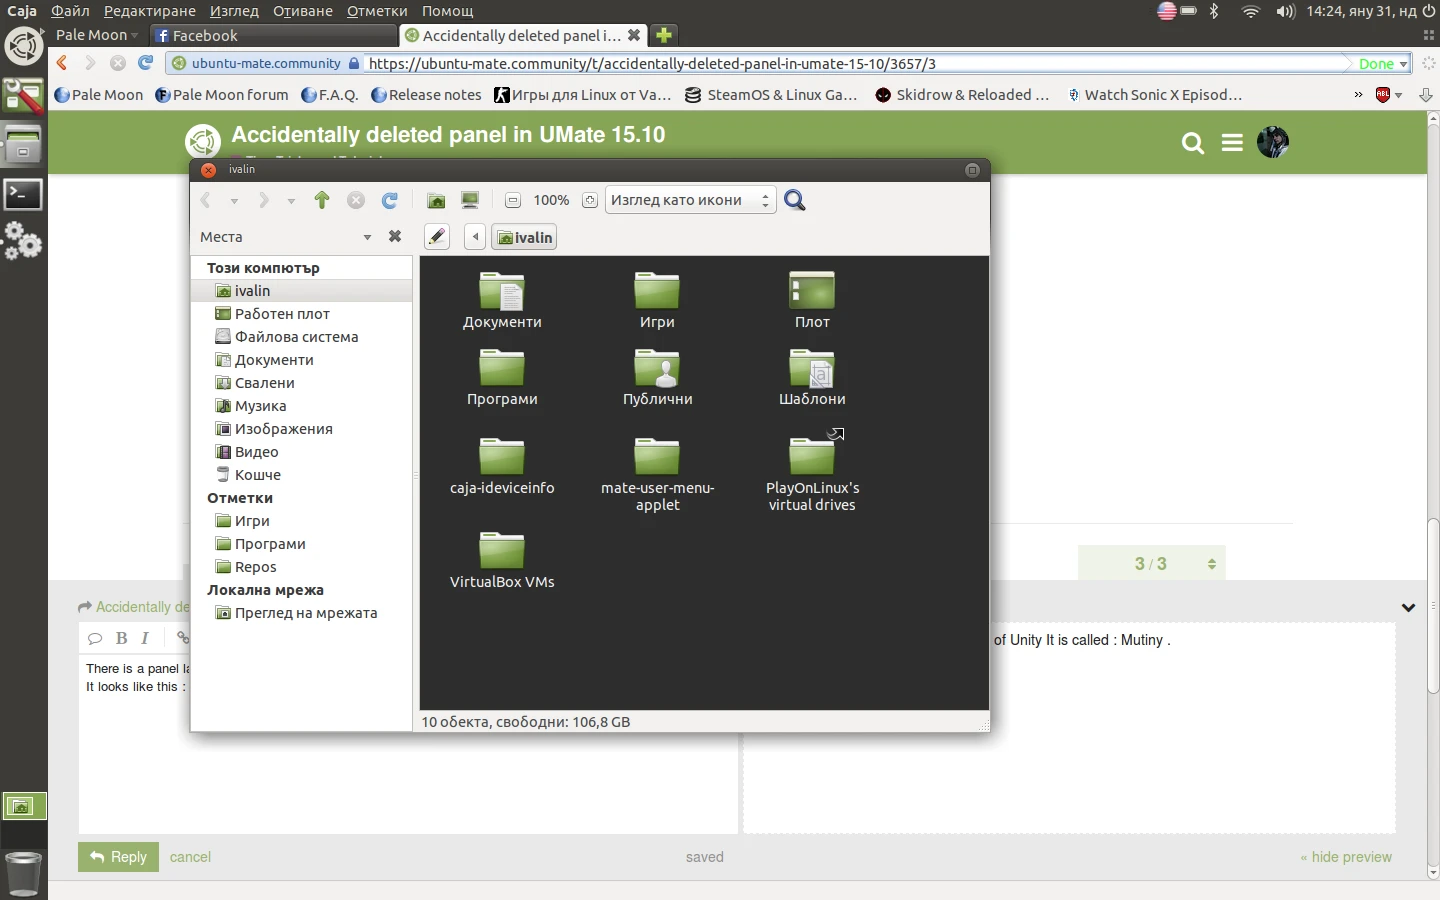 Caja Файл Редактиране Изглед Отиване Отметки Помощ 14:24, яну 31, нд
Pale Moon Facebook Accidentally deleted panel i...
ubuntu-mate.community https://ubuntu-mate.community/t/accidentally-deleted-panel-in-umate-15-10/3657/3 Done
Pale Moon Pale Moon forum F.A.Q. Release notes Игры для Linux от Va... SteamOS & Linux Ga... Skidrow & Reloaded ... Watch Sonic X Episod... » ABL
Accidentally deleted panel in UMate 15.10
ivalin
100% Изглед като икони
Места ivalin
Този компютър
ivalin
Работен плот
Файлова система
Документи
Свалени
Музика
Изображения
Видео
Кошче
Отметки
Игри
Програми
Repos
Локална мрежа
Преглед на мрежата
Документи Игри Плот
Програми Публични Шаблони
caja-ideviceinfo mate-user-menu-
applet PlayOnLinux's
virtual drives
VirtualBox VMs
10 обекта, свободни: 106,8 GB
3 / 3
Accidentally de
B I
There is a panel la
It looks like this :
of Unity It is called : Mutiny .
Reply cancel saved « hide preview